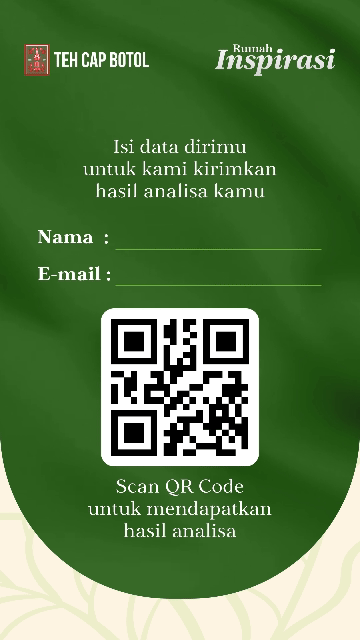 TEH CAP BOTOL
Rumah
Inspirasi
Isi data dirimu
untuk kami kirimkan
hasil analisa kamu
Nama :
E-mail :
Scan QR Code
untuk mendapatkan
hasil analisa